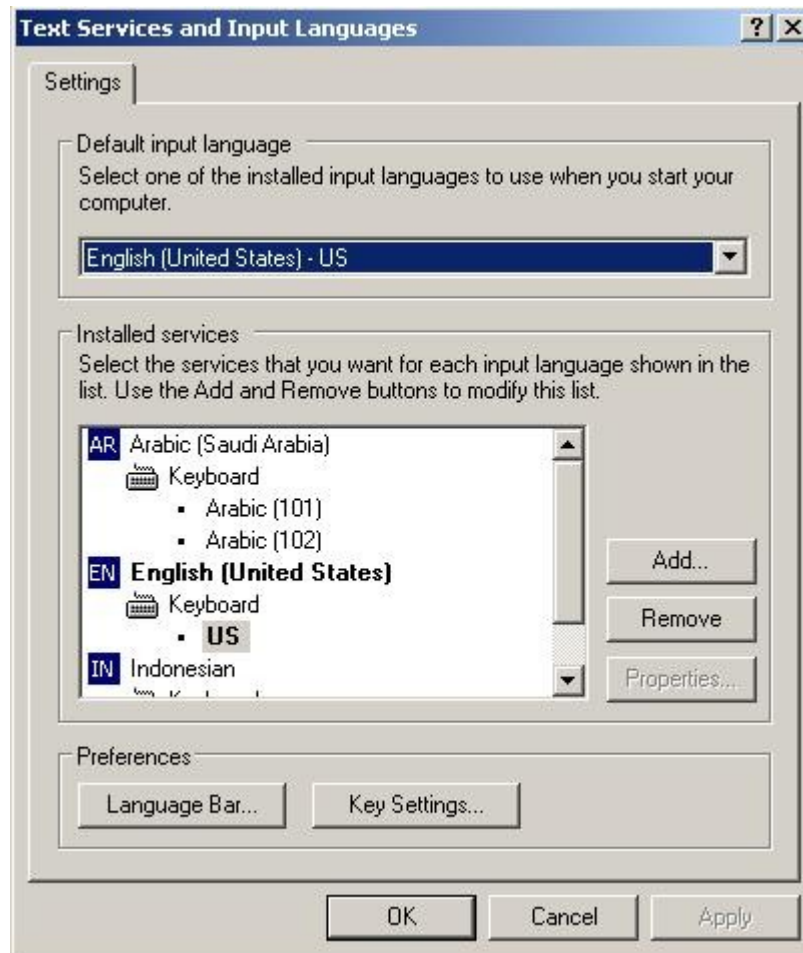 Text Services and Input Languages
Settings
Default input language
Select one of the installed input languages to use when you start your
computer.
English (United States) - US
Installed services
Select the services that you want for each input language shown in the
list. Use the Add and Remove buttons to modify this list.
AR Arabic (Saudi Arabia)
Keyboard
Arabic (101)
Arabic (102)
EN English (United States)
Keyboard
US
IN Indonesian
Add...
Remove
Properties...
Preferences
Language Bar...
Key Settings...
OK
Cancel
Apply